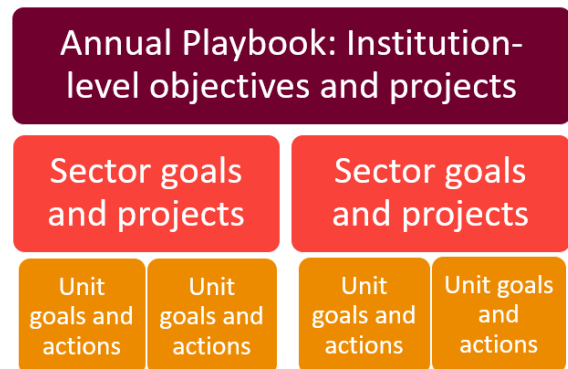 Annual Playbook: Institution-
level objectives and projects
Sector goals
and projects
Sector goals
and projects
Unit
goals and
actions
Unit
goals and
actions
Unit
goals and
actions
Unit goals
and
actions